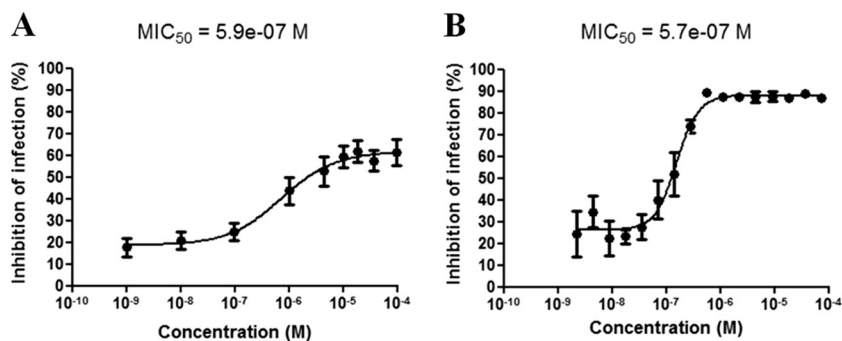 A
MIC₅₀ = 5.9e-07 M
Inhibition of infection (%)
100
90
80
70
60
50
40
30
20
10
0
10⁻¹⁰ 10⁻⁹ 10⁻⁸ 10⁻⁷ 10⁻⁶ 10⁻⁵ 10⁻⁴
Concentration (M)
B
MIC₅₀ = 5.7e-07 M
Inhibition of infection (%)
100
90
80
70
60
50
40
30
20
10
0
10⁻¹⁰ 10⁻⁹ 10⁻⁸ 10⁻⁷ 10⁻⁶ 10⁻⁵ 10⁻⁴
Concentration (M)